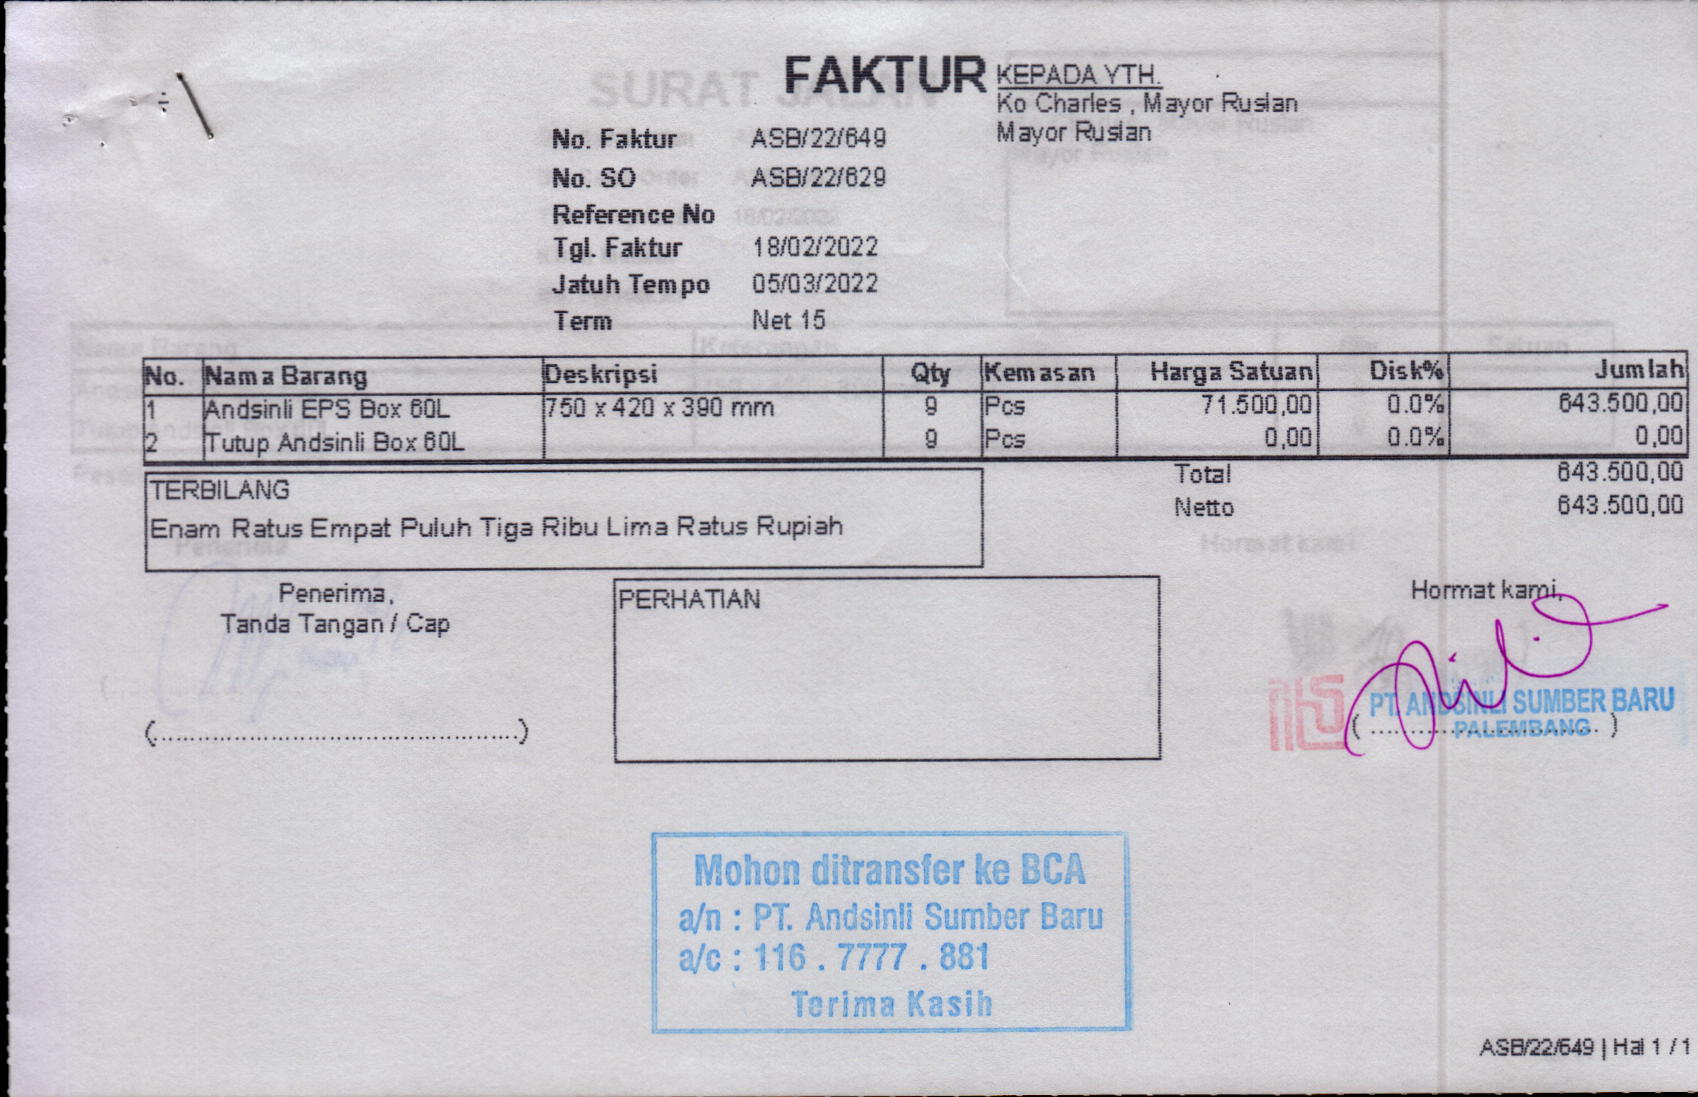 FAKTUR
KEPADA YTH.
Ko Charles , Mayor Ruslan
Mayor Ruslan
No. Faktur ASB/22/649
No. SO ASB/22/629
Reference No
Tgl. Faktur 18/02/2022
Jatuh Tempo 05/03/2022
Term Net 15
No. Nama Barang Deskripsi Qty Kemasan Harga Satuan Disk% Jumlah
1 Andsinli EPS Box 60L 750 x 420 x 390 mm 9 Pcs 71.500,00 0.0% 643.500,00
2 Tutup Andsinli Box 60L 9 Pcs 0,00 0.0% 0,00
Total 643.500,00
Netto 643.500,00
TERBILANG
Enam Ratus Empat Puluh Tiga Ribu Lima Ratus Rupiah
Penerima,
Tanda Tangan / Cap
PERHATIAN
Hormat kami,
PT. ANDSINLI SUMBER BARU
PALEMBANG
Mohon ditransfer ke BCA
a/n : PT. Andsinli Sumber Baru
a/c : 116 . 7777 . 881
Terima Kasih
ASB/22/649 | Hal 1 / 1